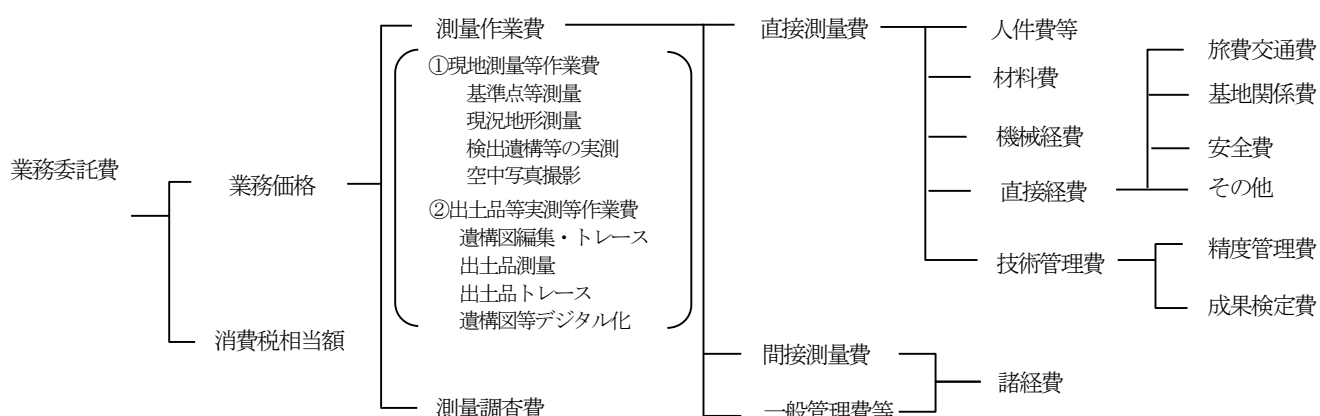 業務委託費
業務価格
消費税相当額
測量作業費
①現地測量等作業費
基準点等測量
現況地形測量
検出遺構等の実測
空中写真撮影
②出土品等実測等作業費
遺構図編集・トレース
出土品測量
出土品トレース
遺構図等デジタル化
測量調査費
直接測量費
間接測量費
一般管理費等
人件費等
材料費
機械経費
直接経費
技術管理費
諸経費
旅費交通費
基地関係費
安全費
その他
精度管理費
成果検定費